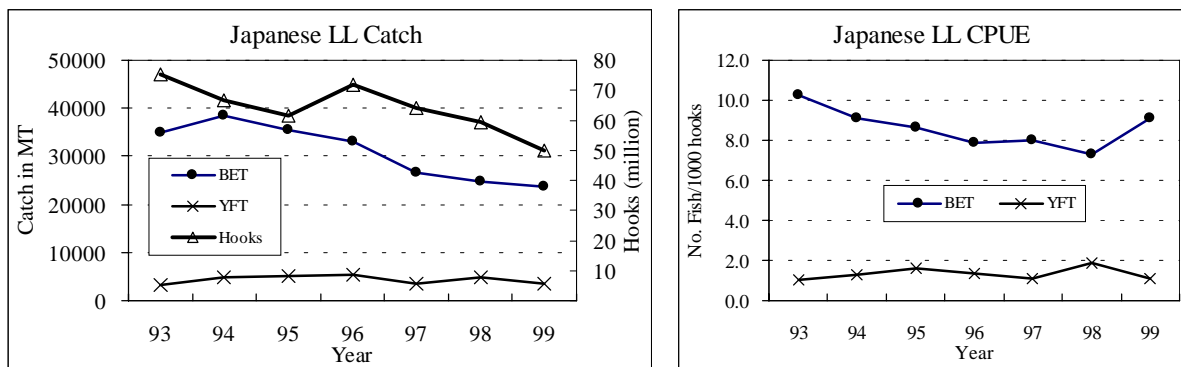 Japanese LL Catch
50000
40000
30000
20000
10000
0
Catch in MT
80
70
60
50
40
30
20
10
Hooks (million)
BET
YFT
Hooks
93 94 95 96 97 98 99
Year
Japanese LL CPUE
12.0
10.0
8.0
6.0
4.0
2.0
0.0
No. Fish/1000 hooks
BET YFT
93 94 95 96 97 98 99
Year